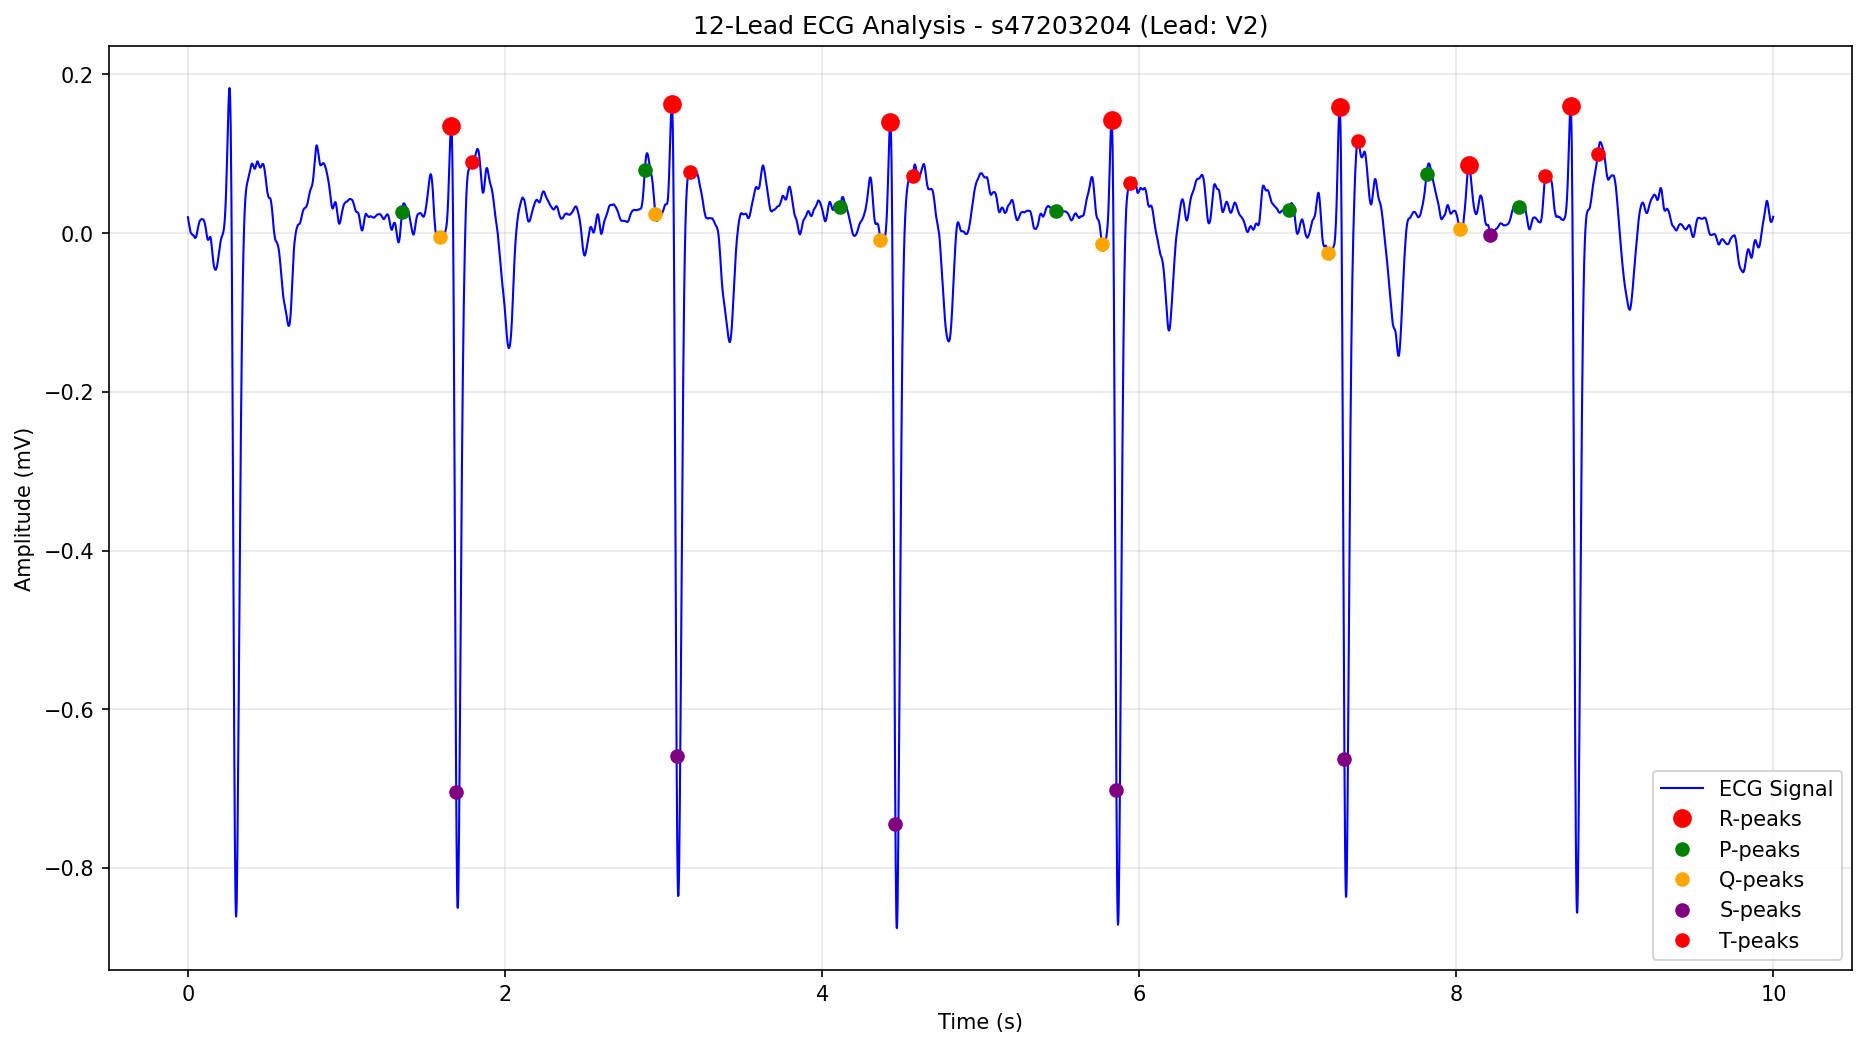 12-Lead ECG Analysis - s47203204 (Lead: V2)
Amplitude (mV)
0.2
0.0
−0.2
−0.4
−0.6
−0.8
ECG Signal
R-peaks
P-peaks
Q-peaks
S-peaks
T-peaks
0 2 4 6 8 10
Time (s)